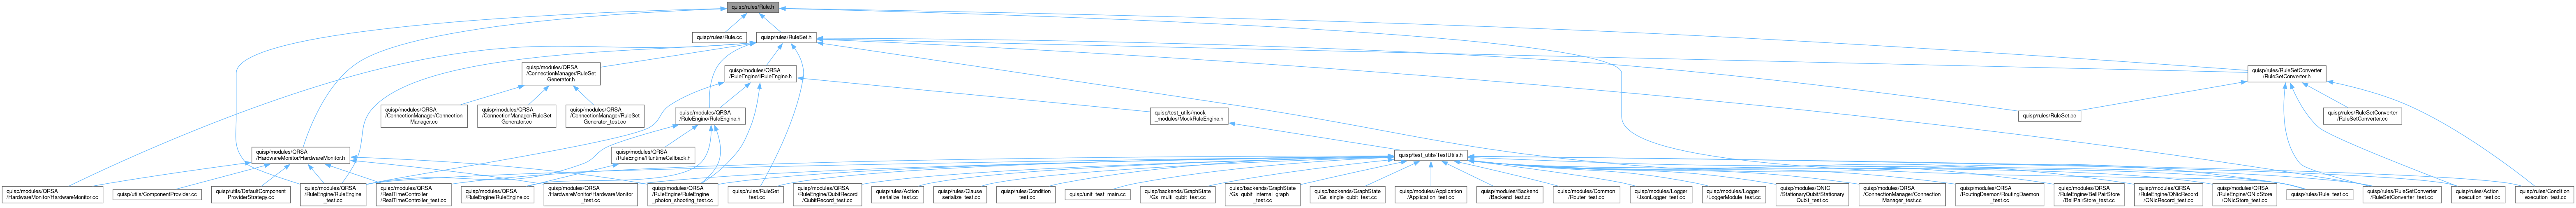 quisp/rules/Rule.h
quisp/rules/Rule.cc
quisp/rules/RuleSet.h
quisp/modules/QRSA
/ConnectionManager/RuleSet
Generator.h
quisp/modules/QRSA
/RuleEngine/IRuleEngine.h
quisp/rules/RuleSetConverter
/RuleSetConverter.h
quisp/modules/QRSA
/ConnectionManager/Connection
Manager.cc
quisp/modules/QRSA
/ConnectionManager/RuleSet
Generator.cc
quisp/modules/QRSA
/ConnectionManager/RuleSet
Generator_test.cc
quisp/modules/QRSA
/RuleEngine/RuleEngine.h
quisp/test_utils/mock
_modules/MockRuleEngine.h
quisp/rules/RuleSet.cc
quisp/rules/RuleSetConverter
/RuleSetConverter.cc
quisp/modules/QRSA
/HardwareMonitor/HardwareMonitor.h
quisp/modules/QRSA
/RuleEngine/RuntimeCallback.h
quisp/test_utils/TestUtils.h
quisp/modules/QRSA
/HardwareMonitor/HardwareMonitor.cc
quisp/utils/ComponentProvider.cc
quisp/utils/DefaultComponent
ProviderStrategy.cc
quisp/modules/QRSA
/RuleEngine/RuleEngine
_test.cc
quisp/modules/QRSA
/RealTimeController
/RealTimeController_test.cc
quisp/modules/QRSA
/RuleEngine/RuleEngine.cc
quisp/modules/QRSA
/HardwareMonitor/HardwareMonitor
_test.cc
quisp/modules/QRSA
/RuleEngine/RuleEngine
_photon_shooting_test.cc
quisp/rules/RuleSet
_test.cc
quisp/modules/QRSA
/RuleEngine/QubitRecord
/QubitRecord_test.cc
quisp/rules/Action
_serialize_test.cc
quisp/rules/Clause
_serialize_test.cc
quisp/rules/Condition
_test.cc
quisp/unit_test_main.cc
quisp/backends/GraphState
/Gs_multi_qubit_test.cc
quisp/backends/GraphState
/Gs_qubit_internal_graph
_test.cc
quisp/backends/GraphState
/Gs_single_qubit_test.cc
quisp/modules/Application
/Application_test.cc
quisp/modules/Backend
/Backend_test.cc
quisp/modules/Common
/Router_test.cc
quisp/modules/Logger
/JsonLogger_test.cc
quisp/modules/Logger
/LoggerModule_test.cc
quisp/modules/QNIC
/StationaryQubit/Stationary
Qubit_test.cc
quisp/modules/QRSA
/ConnectionManager/Connection
Manager_test.cc
quisp/modules/QRSA
/RoutingDaemon/RoutingDaemon
_test.cc
quisp/modules/QRSA
/RuleEngine/BellPairStore
/BellPairStore_test.cc
quisp/modules/QRSA
/RuleEngine/QNicRecord
/QNicRecord_test.cc
quisp/modules/QRSA
/RuleEngine/QNicStore
/QNicStore_test.cc
quisp/rules/Rule_test.cc
quisp/rules/RuleSetConverter
/RuleSetConverter_test.cc
quisp/rules/Action
_execution_test.cc
quisp/rules/Condition
_execution_test.cc